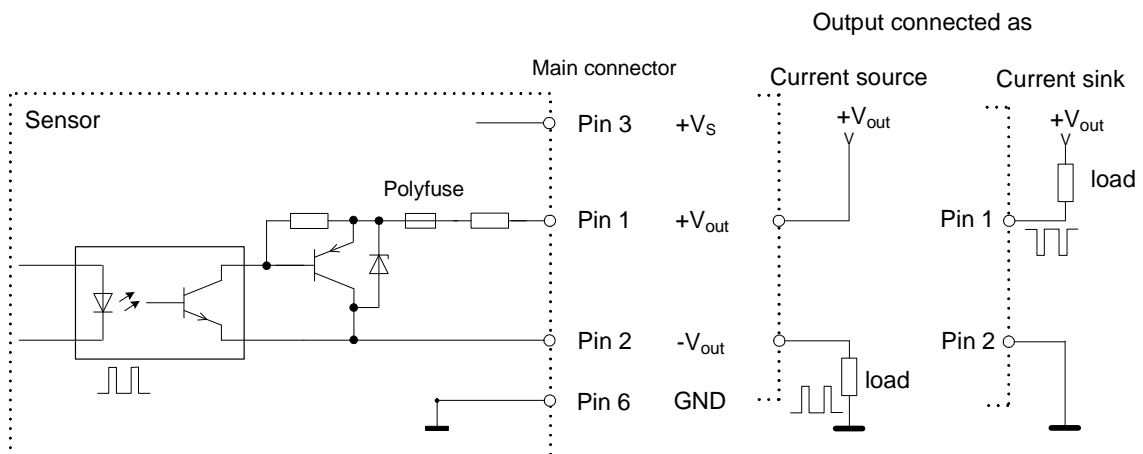 Output connected as
Main connector
Current source
Current sink
Sensor
Pin 3 +Vs
+Vout
+Vout
load
Polyfuse
Pin 1 +Vout
Pin 1
Pin 2 -Vout
Pin 2
load
Pin 6 GND